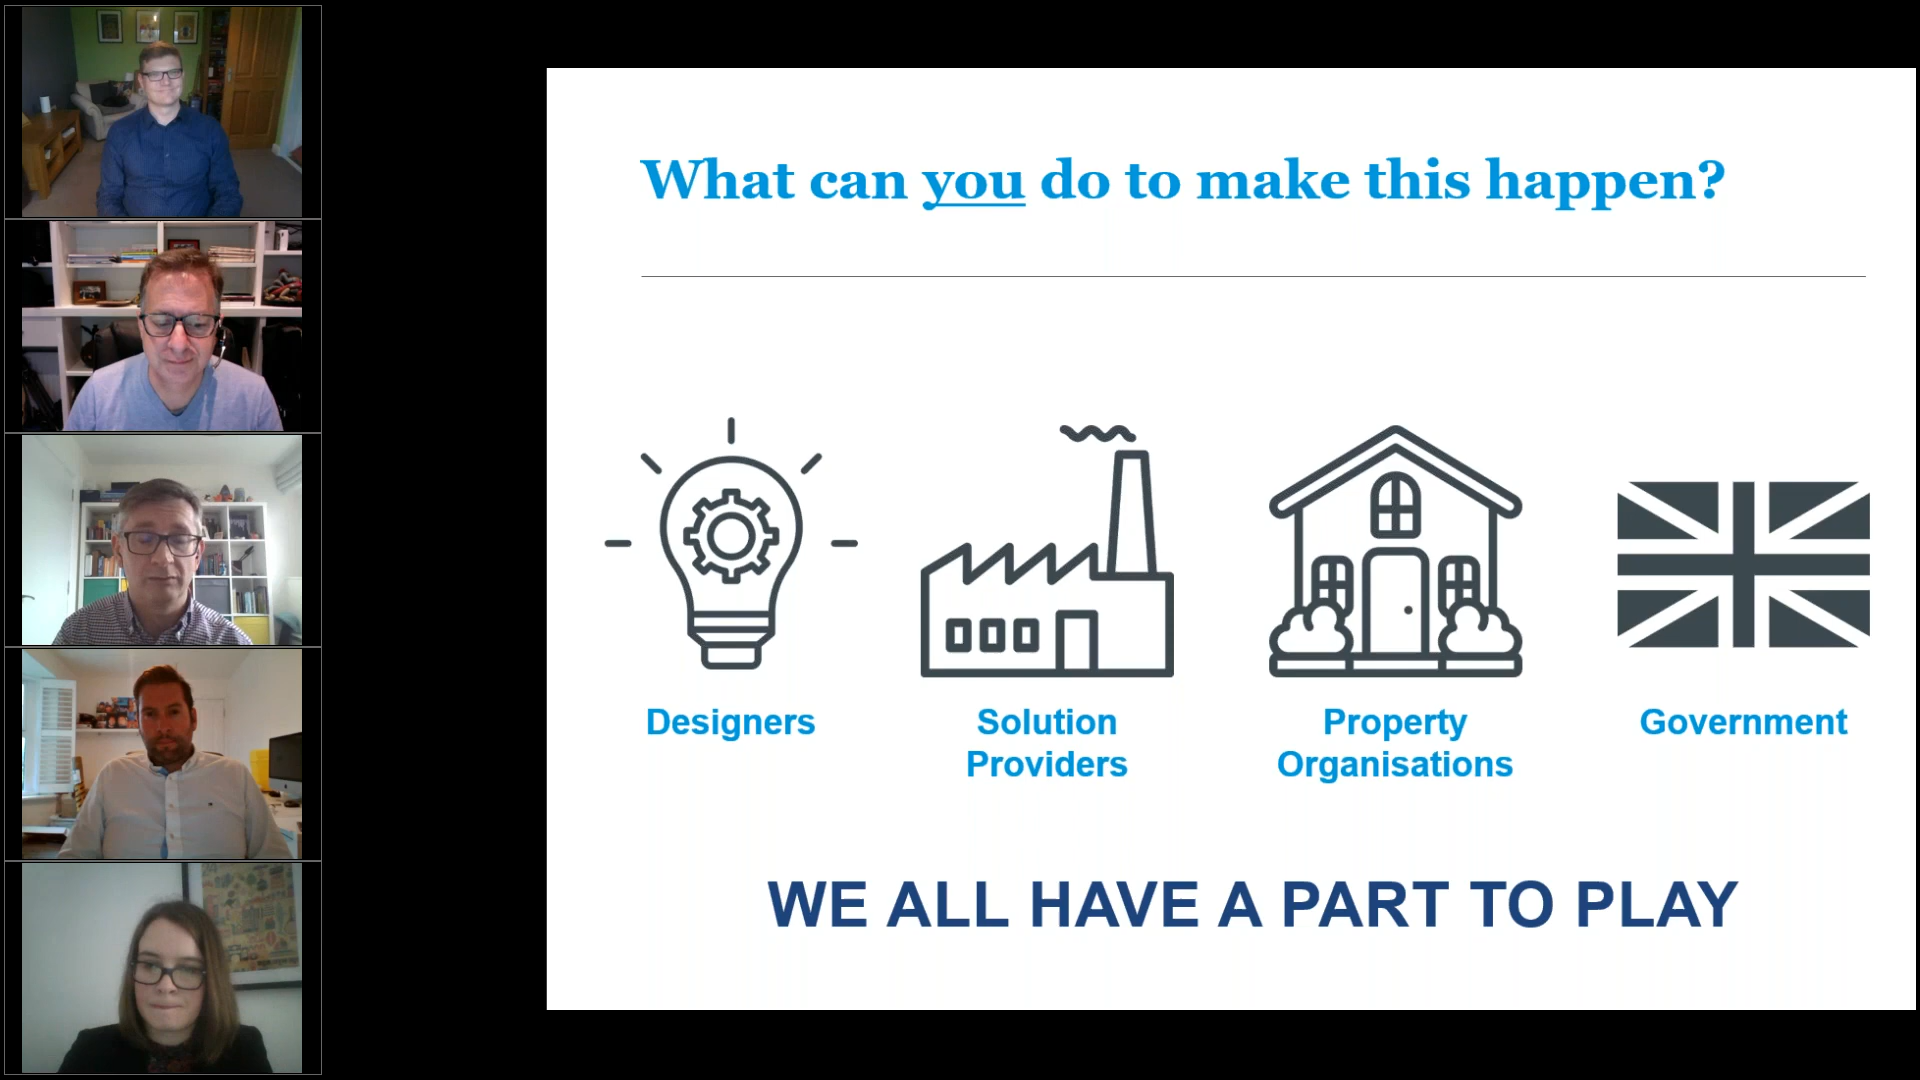 What can you do to make this happen?
Designers
Solution
Providers
Property
Organisations
Government
WE ALL HAVE A PART TO PLAY